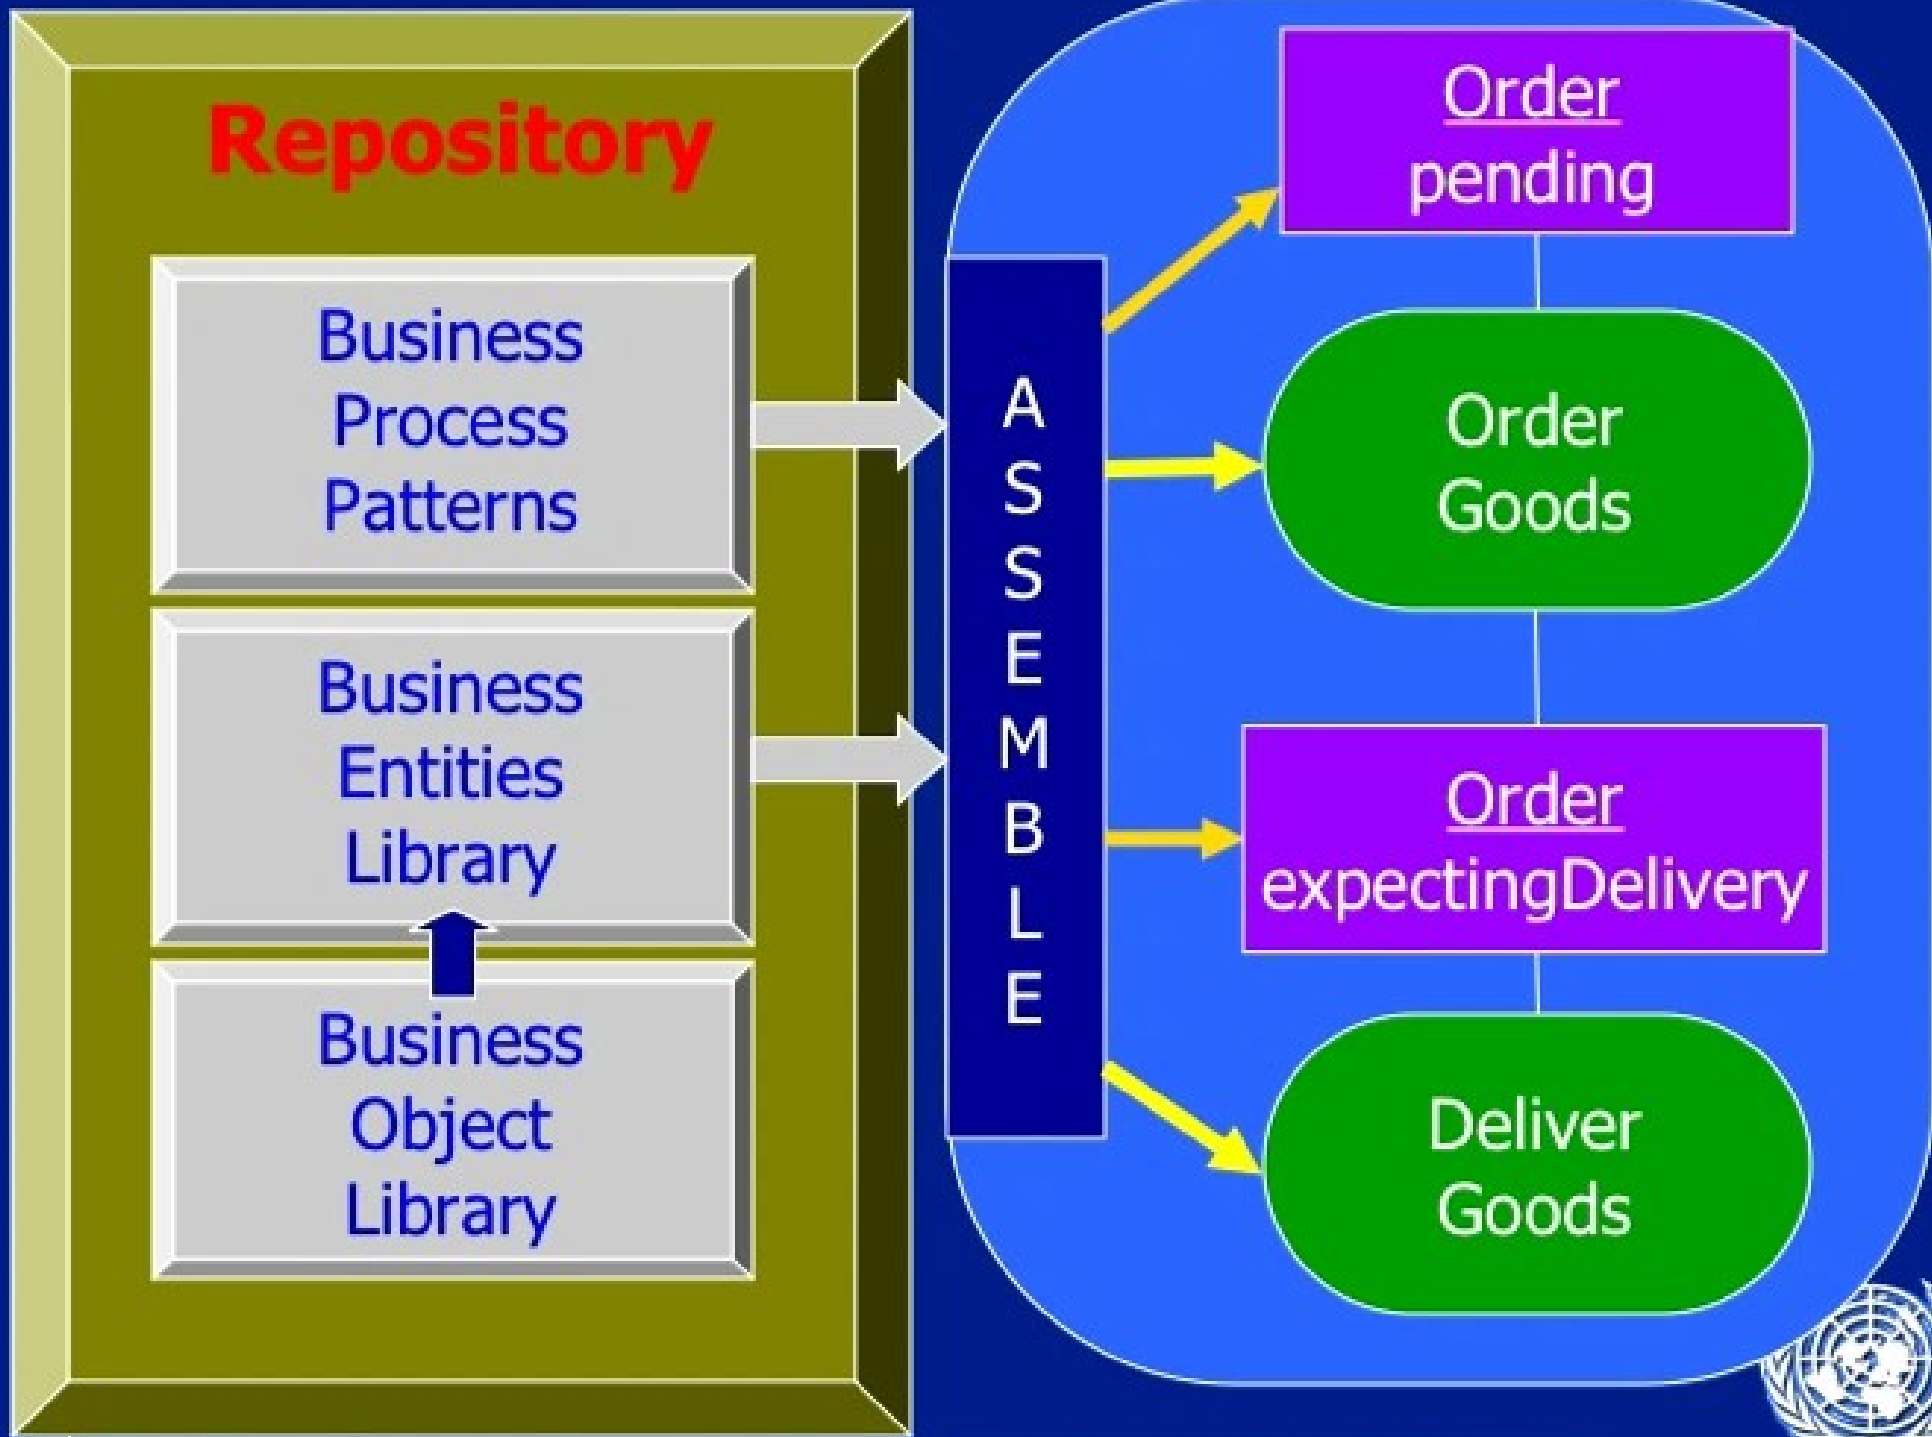 Repository
Business
Process
Patterns
Business
Entities
Library
Business
Object
Library
A
S
S
E
M
B
L
E
Order
pending
Order
Goods
Order
expectingDelivery
Deliver
Goods